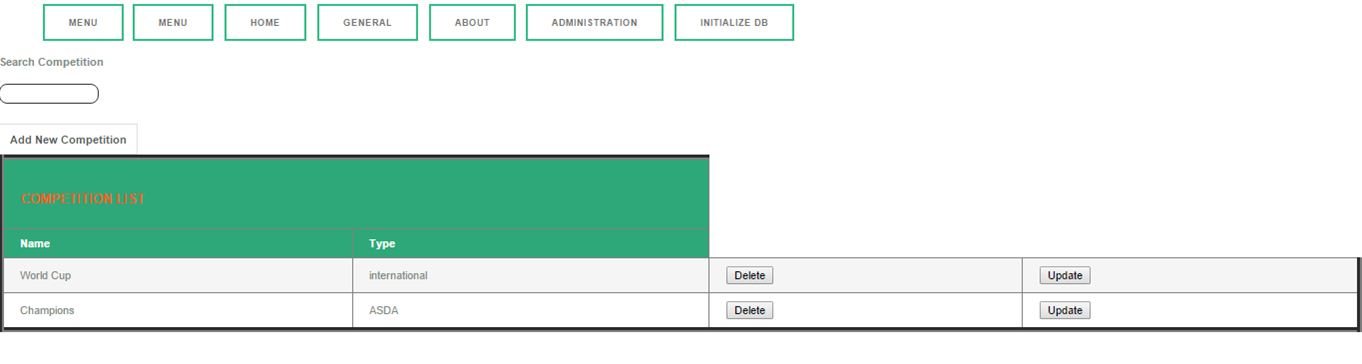 MENU MENU HOME GENERAL ABOUT ADMINISTRATION INITIALIZE DB
Search Competition
Add New Competition
COMPETITION LIST
Name Type
World Cup international Delete Update
Champions ASDA Delete Update